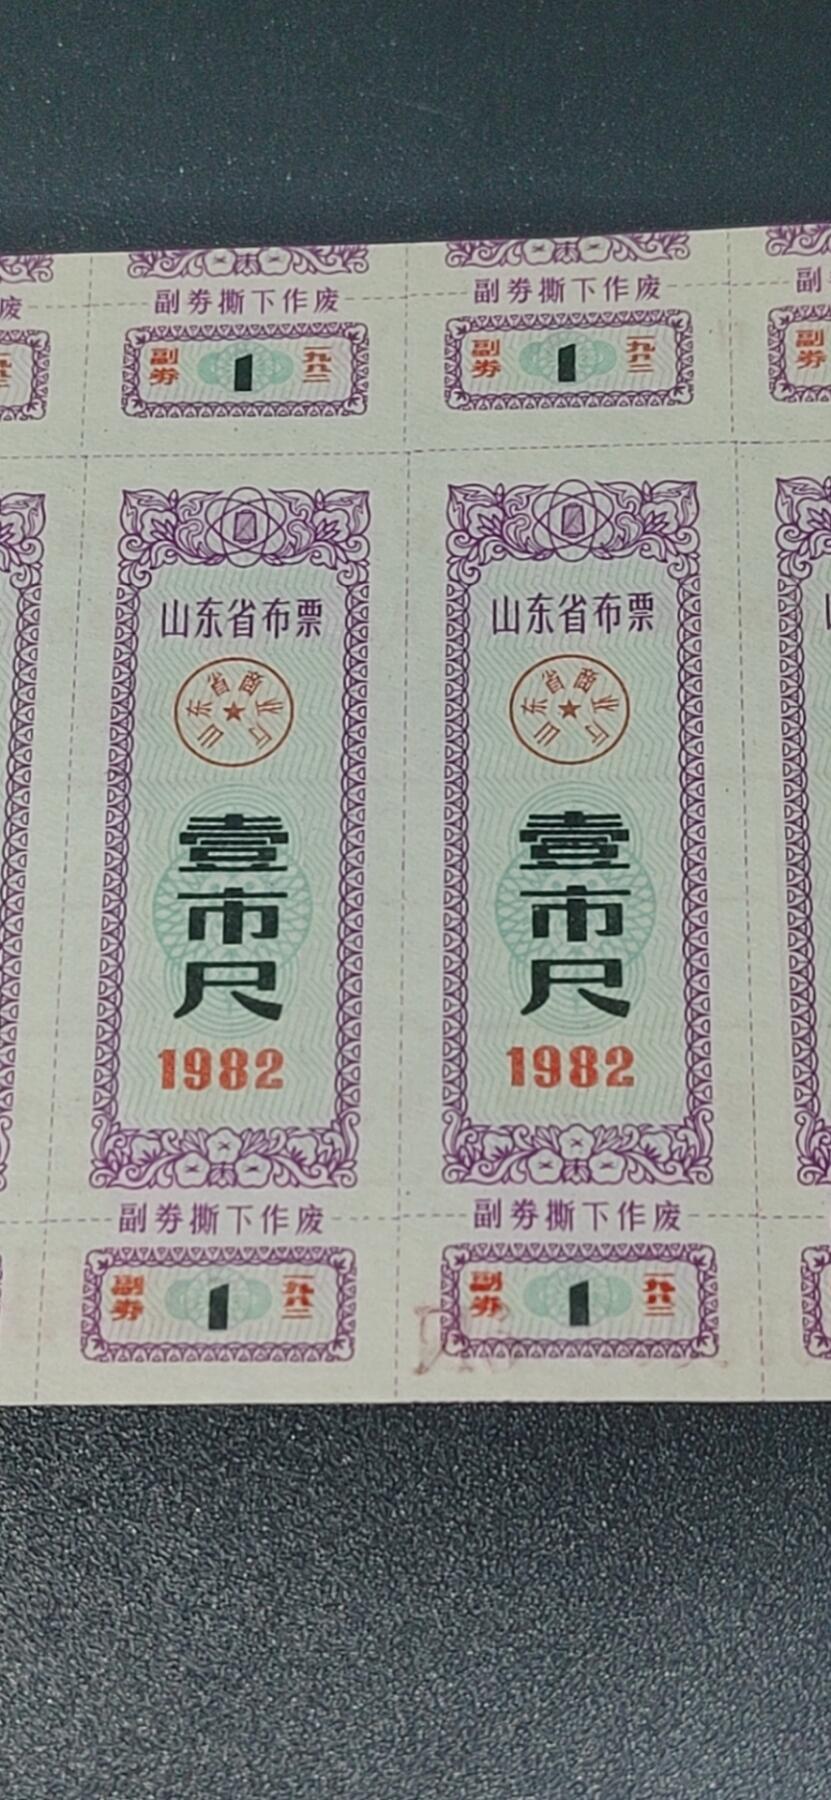 废
副券撕下作废
副券撕下作废
副
副券 1 一九八二
副券 1 一九八二
副券
山东省布票
山东省布票
山东省商业厅
山东省商业厅
壹市尺
壹市尺
1982
1982
副券撕下作废
副券撕下作废
副券 1 一九八二
副券 1 一九八二